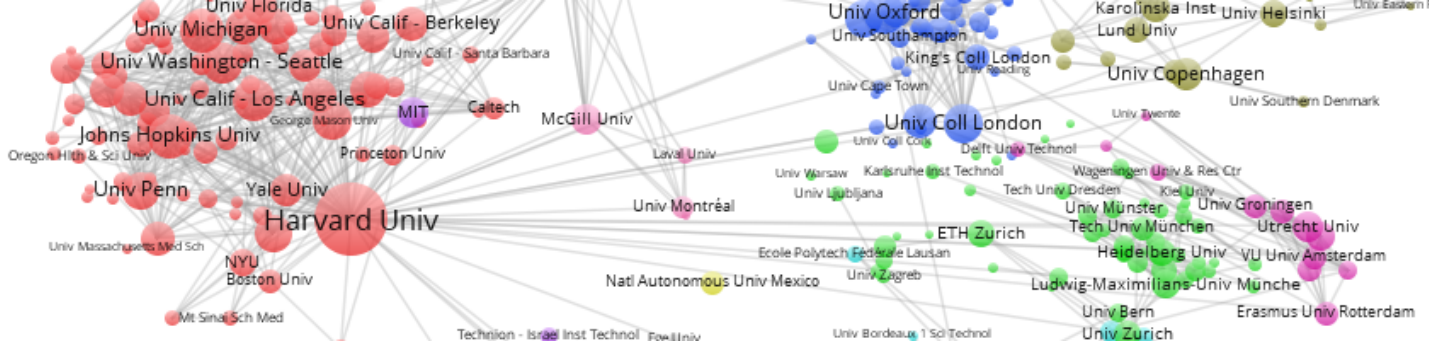 Univ Florida
Univ Michigan
Univ Calif - Berkeley
Univ Calif - Santa Barbara
Univ Washington - Seattle
Univ Calif - Los Angeles
MIT
Caltech
George Mason Univ
Johns Hopkins Univ
Oregon Hlth & Sci Univ
Princeton Univ
Univ Penn
Yale Univ
Harvard Univ
Univ Massachusetts Med Sch
NYU
Boston Univ
Mt Sinai Sch Med
McGill Univ
Laval Univ
Univ Montréal
Natl Autonomous Univ Mexico
Technion - Israel Inst Technol
Univ Oxford
Univ Southampton
King's Coll London
Univ Reading
Univ Cape Town
Univ Coll London
Univ Coll Cork
Delft Univ Technol
Univ Warsaw
Karlsruhe Inst Technol
Univ Ljubljana
ETH Zurich
Ecole Polytech Fédérale Lausan
Univ Zagreb
Univ Bordeaux 1 Sci Technol
Karolinska Inst
Univ Helsinki
Lund Univ
Univ Copenhagen
Univ Southern Denmark
Univ Twente
Wageningen Univ & Res Ctr
Tech Univ Dresden
Kiel Univ
Univ Münster
Univ Groningen
Tech Univ München
Utrecht Univ
Heidelberg Univ
VU Univ Amsterdam
Ludwig-Maximilians-Univ Münche
Univ Bern
Erasmus Univ Rotterdam
Univ Zurich